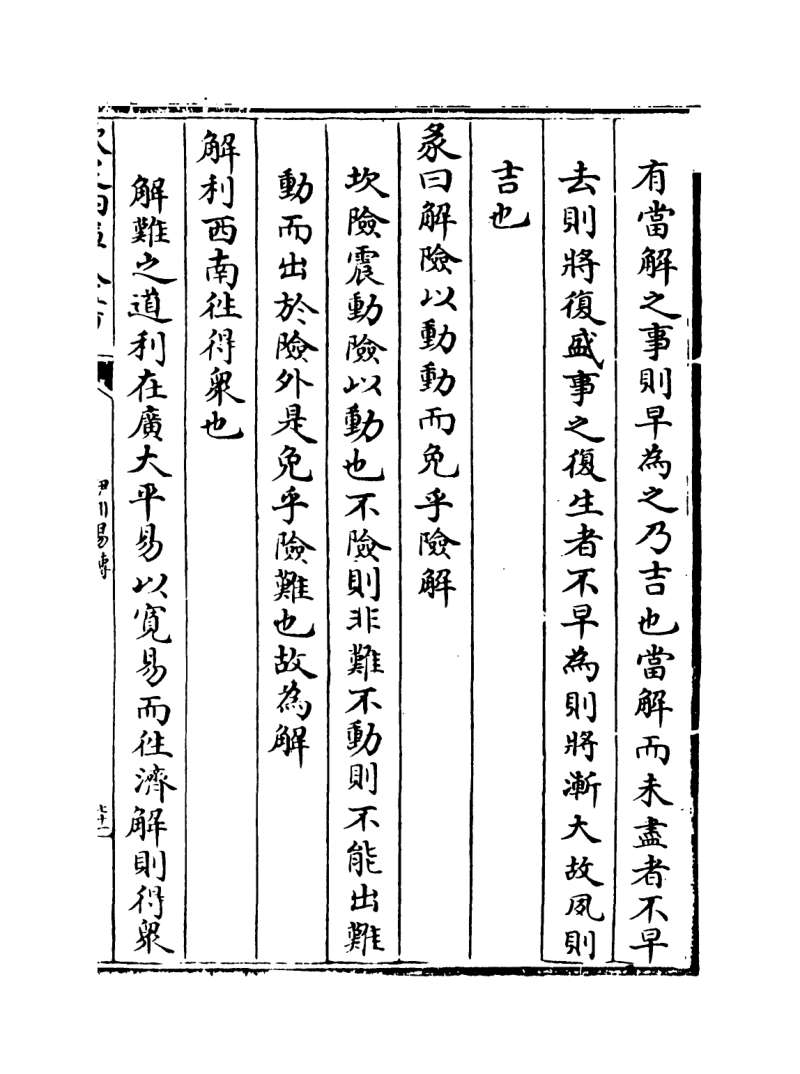 有當解之事則早為之乃吉也當解而未盡者不早
去則將復盛事之復生者不早為則將漸大故夙則
吉也
彖曰解險以動動而免乎險解
坎險震動險以動也不險則非難不動則不能出難
動而出於險外是免乎險難也故為解
解利西南往得衆也
解難之道利在廣大平易以寛易而往濟解則得衆
伊川易傳